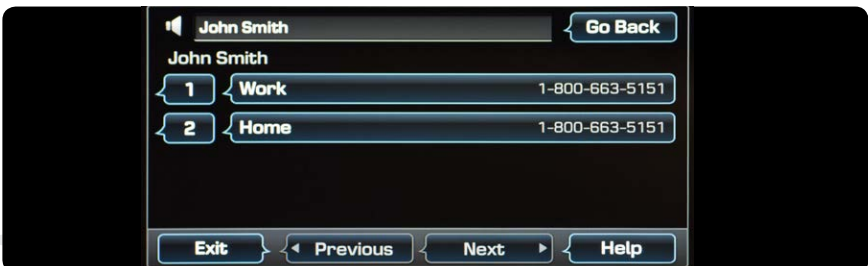 John Smith Go Back
John Smith
1 Work 1-800-663-5151
2 Home 1-800-663-5151
Exit Previous Next Help